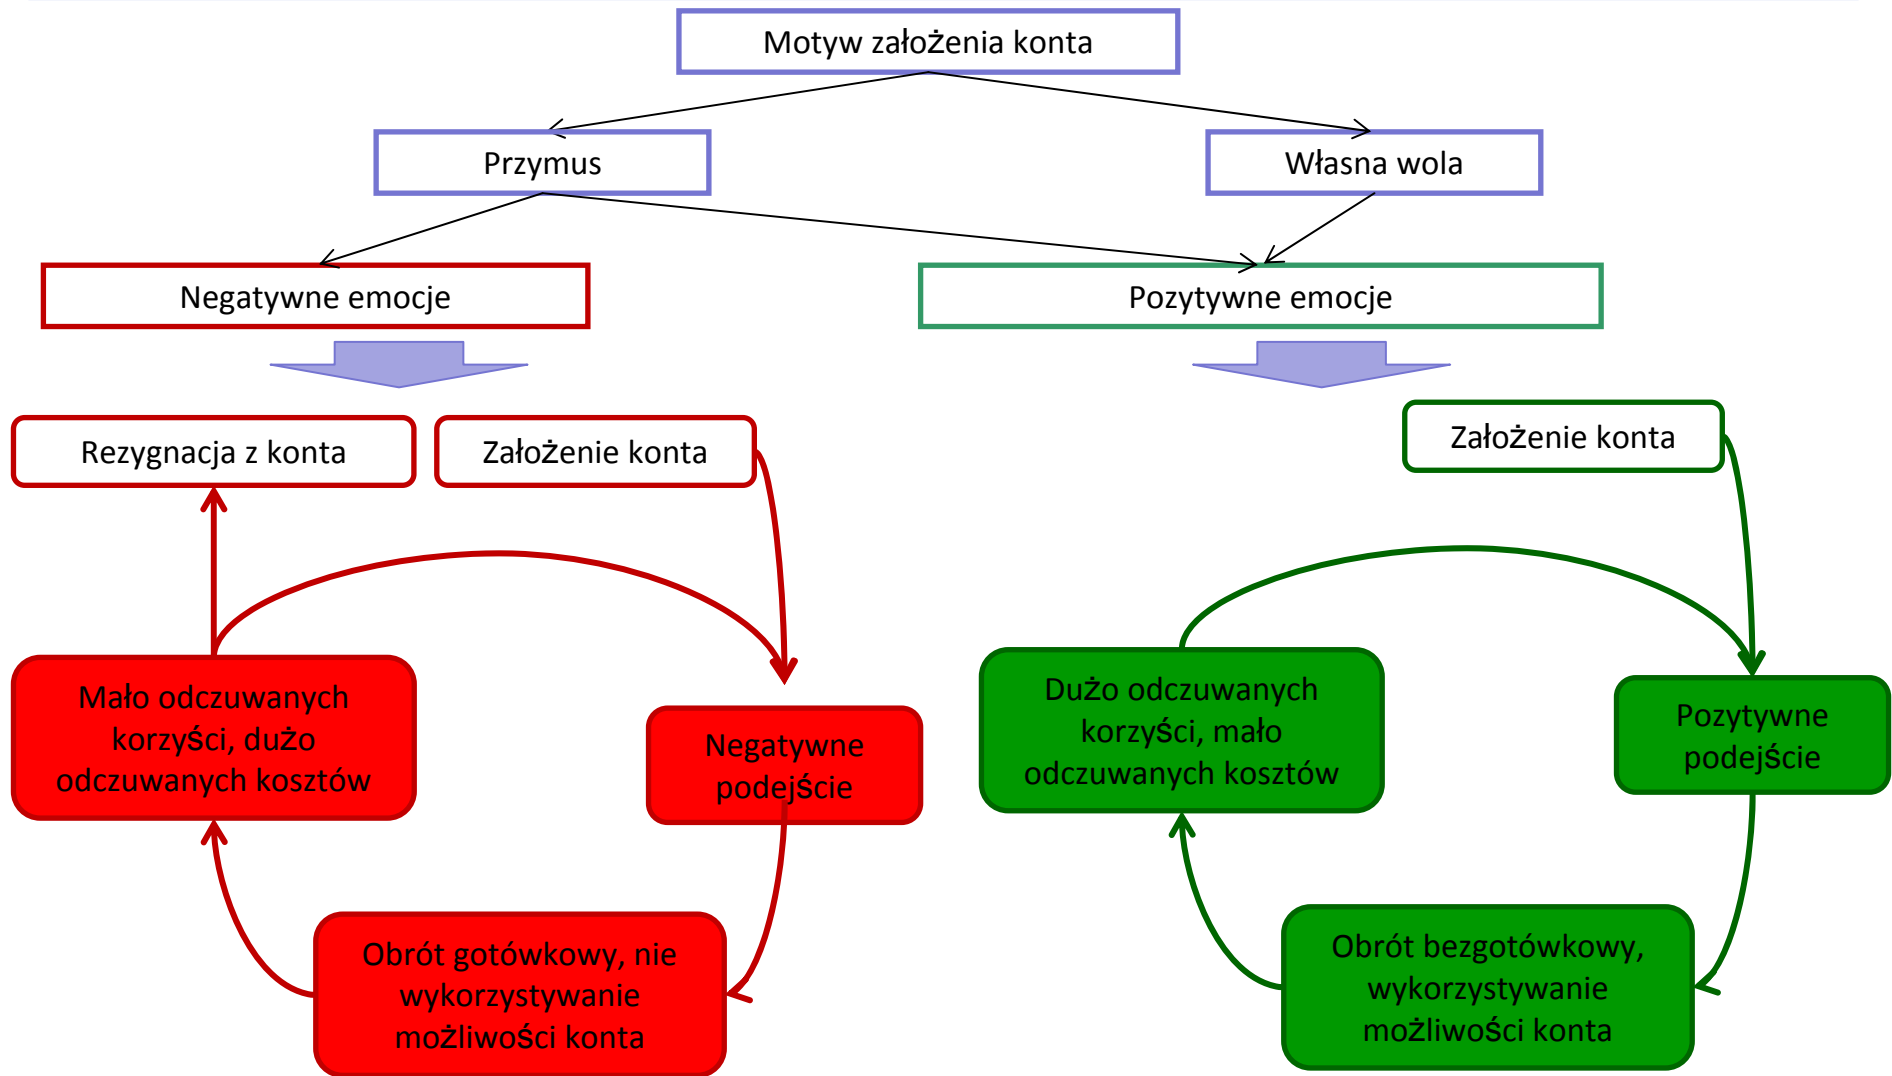 Motyw założenia konta
Przymus
Własna wola
Negatywne emocje
Pozytywne emocje
Rezygnacja z konta
Założenie konta
Założenie konta
Mało odczuwanych
korzyści, dużo
odczuwanych kosztów
Negatywne
podejście
Dużo odczuwanych
korzyści, mało
odczuwanych kosztów
Pozytywne
podejście
Obrót gotówkowy, nie
wykorzystywanie
możliwości konta
Obrót bezgotówkowy,
wykorzystywanie
możliwości konta